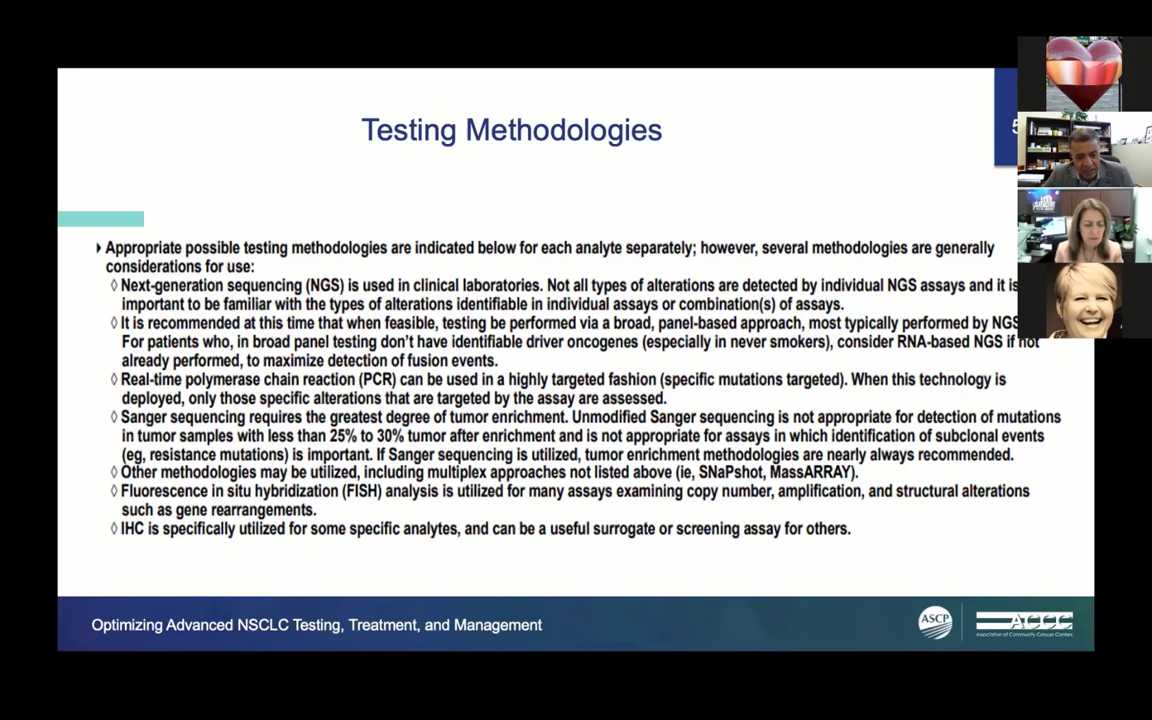 Testing Methodologies
5
Appropriate possible testing methodologies are indicated below for each analyte separately; however, several methodologies are generally
considerations for use:
◊ Next-generation sequencing (NGS) is used in clinical laboratories. Not all types of alterations are detected by individual NGS assays and it is
important to be familiar with the types of alterations identifiable in individual assays or combination(s) of assays.
◊ It is recommended at this time that when feasible, testing be performed via a broad, panel-based approach, most typically performed by NGS
For patients who, in broad panel testing don't have identifiable driver oncogenes (especially in never smokers), consider RNA-based NGS if not
already performed, to maximize detection of fusion events.
◊ Real-time polymerase chain reaction (PCR) can be used in a highly targeted fashion (specific mutations targeted). When this technology is
deployed, only those specific alterations that are targeted by the assay are assessed.
◊ Sanger sequencing requires the greatest degree of tumor enrichment. Unmodified Sanger sequencing is not appropriate for detection of mutations
in tumor samples with less than 25% to 30% tumor after enrichment and is not appropriate for assays in which identification of subclonal events
(eg, resistance mutations) is important. If Sanger sequencing is utilized, tumor enrichment methodologies are nearly always recommended.
◊ Other methodologies may be utilized, including multiplex approaches not listed above (ie, SNaPshot, MassARRAY).
◊ Fluorescence in situ hybridization (FISH) analysis is utilized for many assays examining copy number, amplification, and structural alterations
such as gene rearrangements.
◊ IHC is specifically utilized for some specific analytes, and can be a useful surrogate or screening assay for others.
Optimizing Advanced NSCLC Testing, Treatment, and Management
ASCP
ACCC
Association of Community Cancer Centers